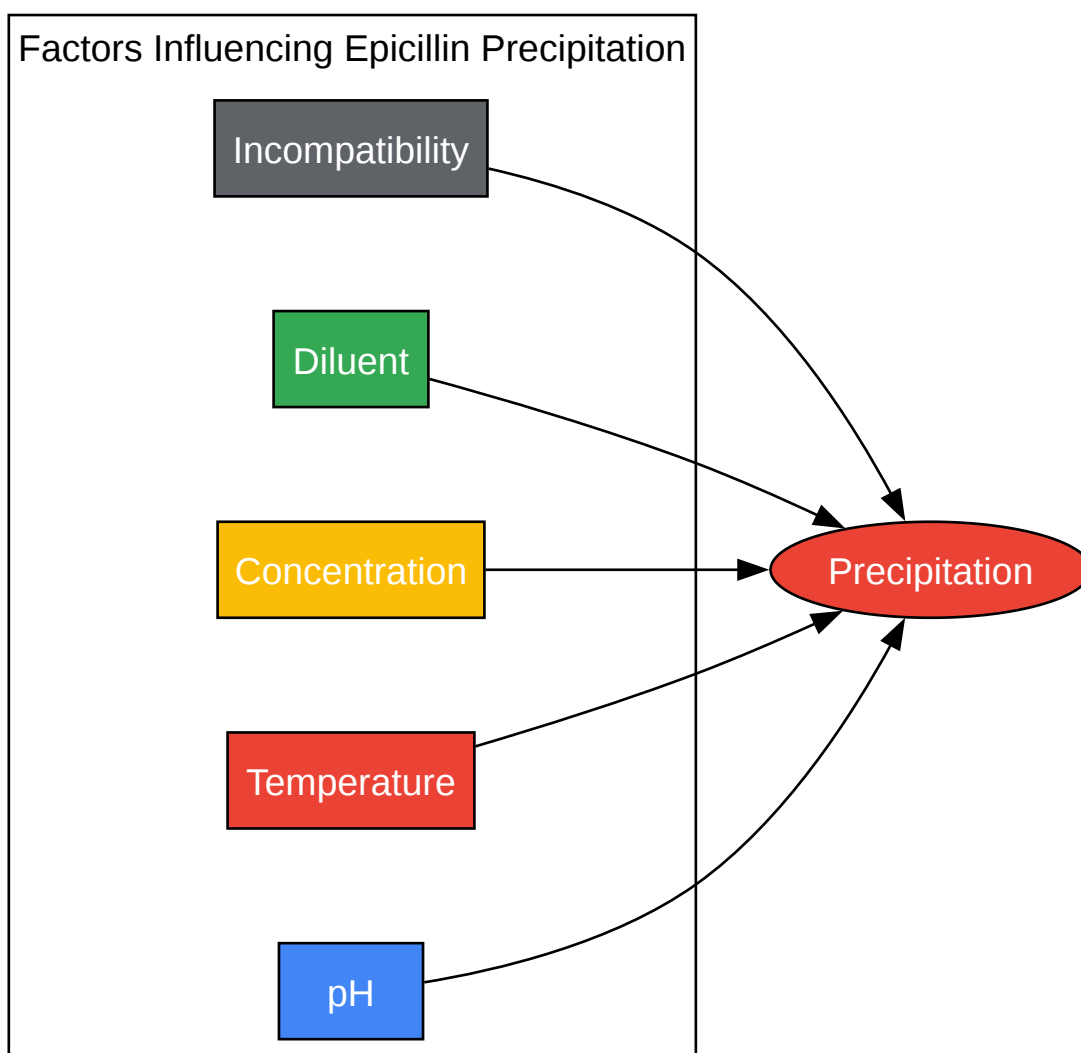 Factors Influencing Epicillin Precipitation
Incompatibility
Diluent
Concentration
Precipitation
Temperature
pH